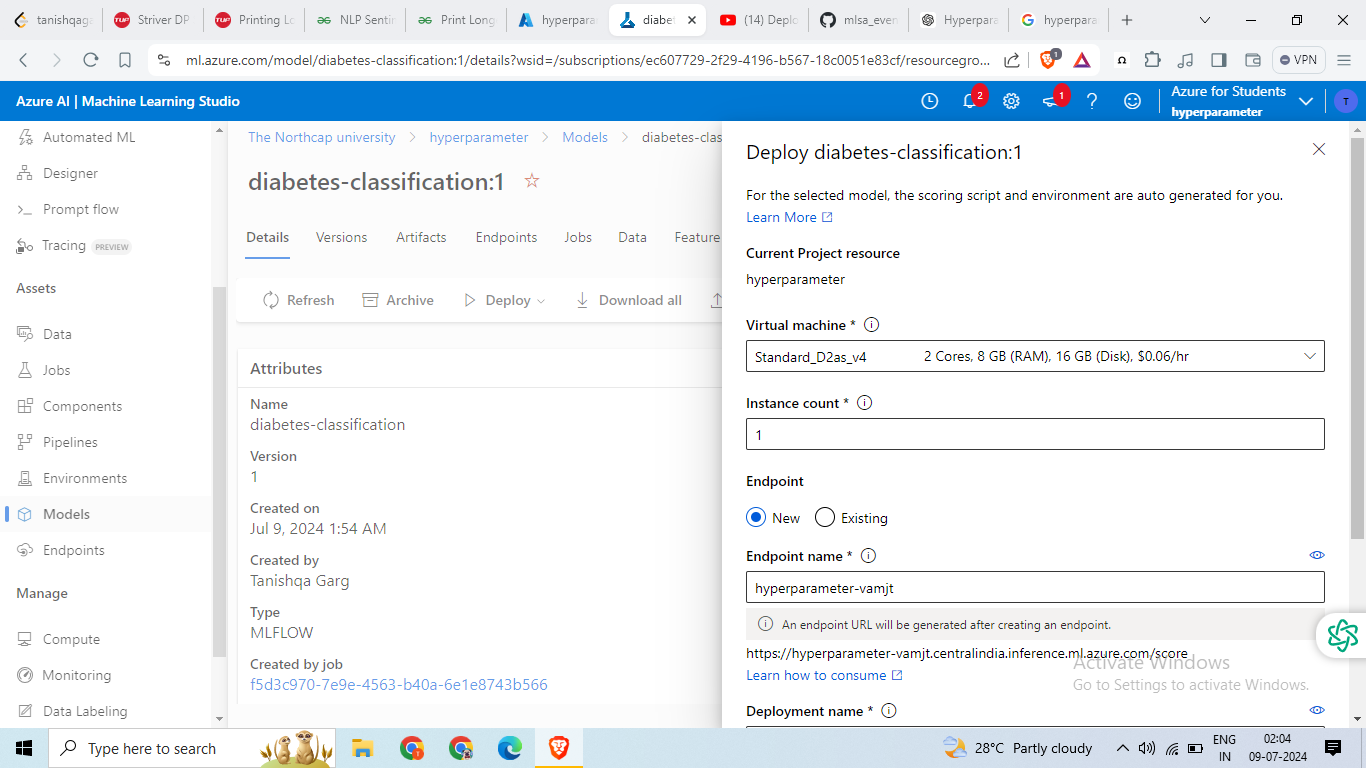 tanishqaga
Striver DP
Printing Lo
NLP Senti
Print Long
hyperpara
diabet
(14) Deplo
mlsa_even
Hyperpara
hyperpara
ml.azure.com/model/diabetes-classification:1/details?wsid=/subscriptions/ec607729-2f29-4196-b567-18c0051e83cf/resourcegro...
1
VPN
Azure AI | Machine Learning Studio
2
1
Azure for Students
hyperparameter
T
Automated ML
Designer
Prompt flow
Tracing PREVIEW
Assets
Data
Jobs
Components
Pipelines
Environments
Models
Endpoints
Manage
Compute
Monitoring
Data Labeling
The Northcap university > hyperparameter > Models > diabetes-clas
diabetes-classification:1
Details Versions Artifacts Endpoints Jobs Data Feature
Refresh Archive Deploy Download all
Attributes
Name
diabetes-classification
Version
1
Created on
Jul 9, 2024 1:54 AM
Created by
Tanishqa Garg
Type
MLFLOW
Created by job
f5d3c970-7e9e-4563-b40a-6e1e8743b566
Deploy diabetes-classification:1
For the selected model, the scoring script and environment are auto generated for you.
Learn More
Current Project resource
hyperparameter
Virtual machine *
Standard_D2as_v4 2 Cores, 8 GB (RAM), 16 GB (Disk), $0.06/hr
Instance count *
1
Endpoint
New Existing
Endpoint name *
hyperparameter-vamjt
An endpoint URL will be generated after creating an endpoint.
https://hyperparameter-vamjt.centralindia.inference.ml.azure.com/score
Learn how to consume
Deployment name *
Activate Windows
Go to Settings to activate Windows.
Type here to search
28°C Partly cloudy
ENG
IN
02:04
09-07-2024